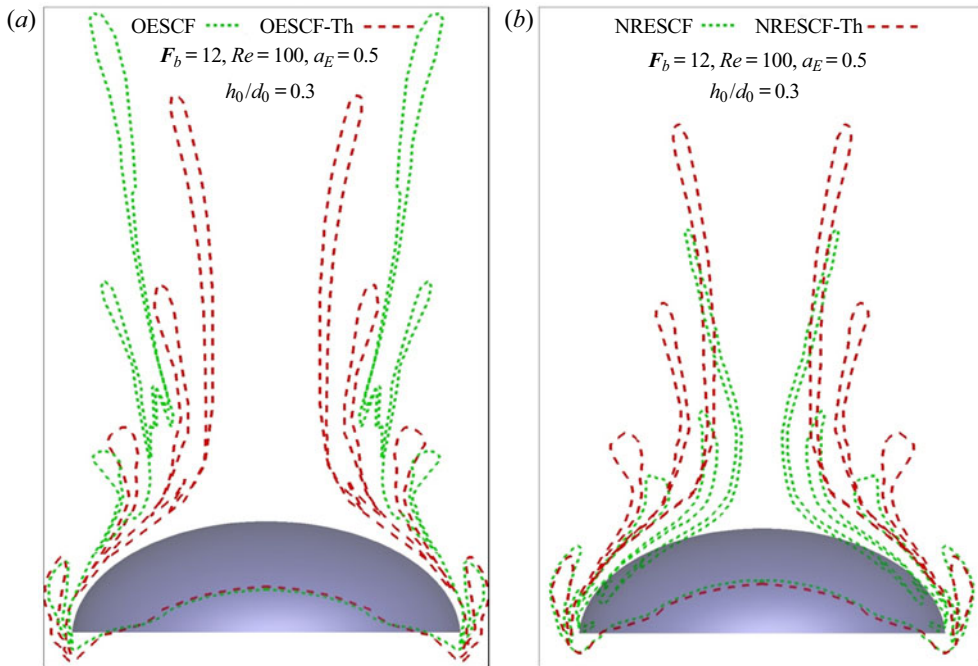 (a) OESCF OESCF-Th
F_b = 12, Re = 100, a_E = 0.5
h_0/d_0 = 0.3
(b) NRESCF NRESCF-Th
F_b = 12, Re = 100, a_E = 0.5
h_0/d_0 = 0.3